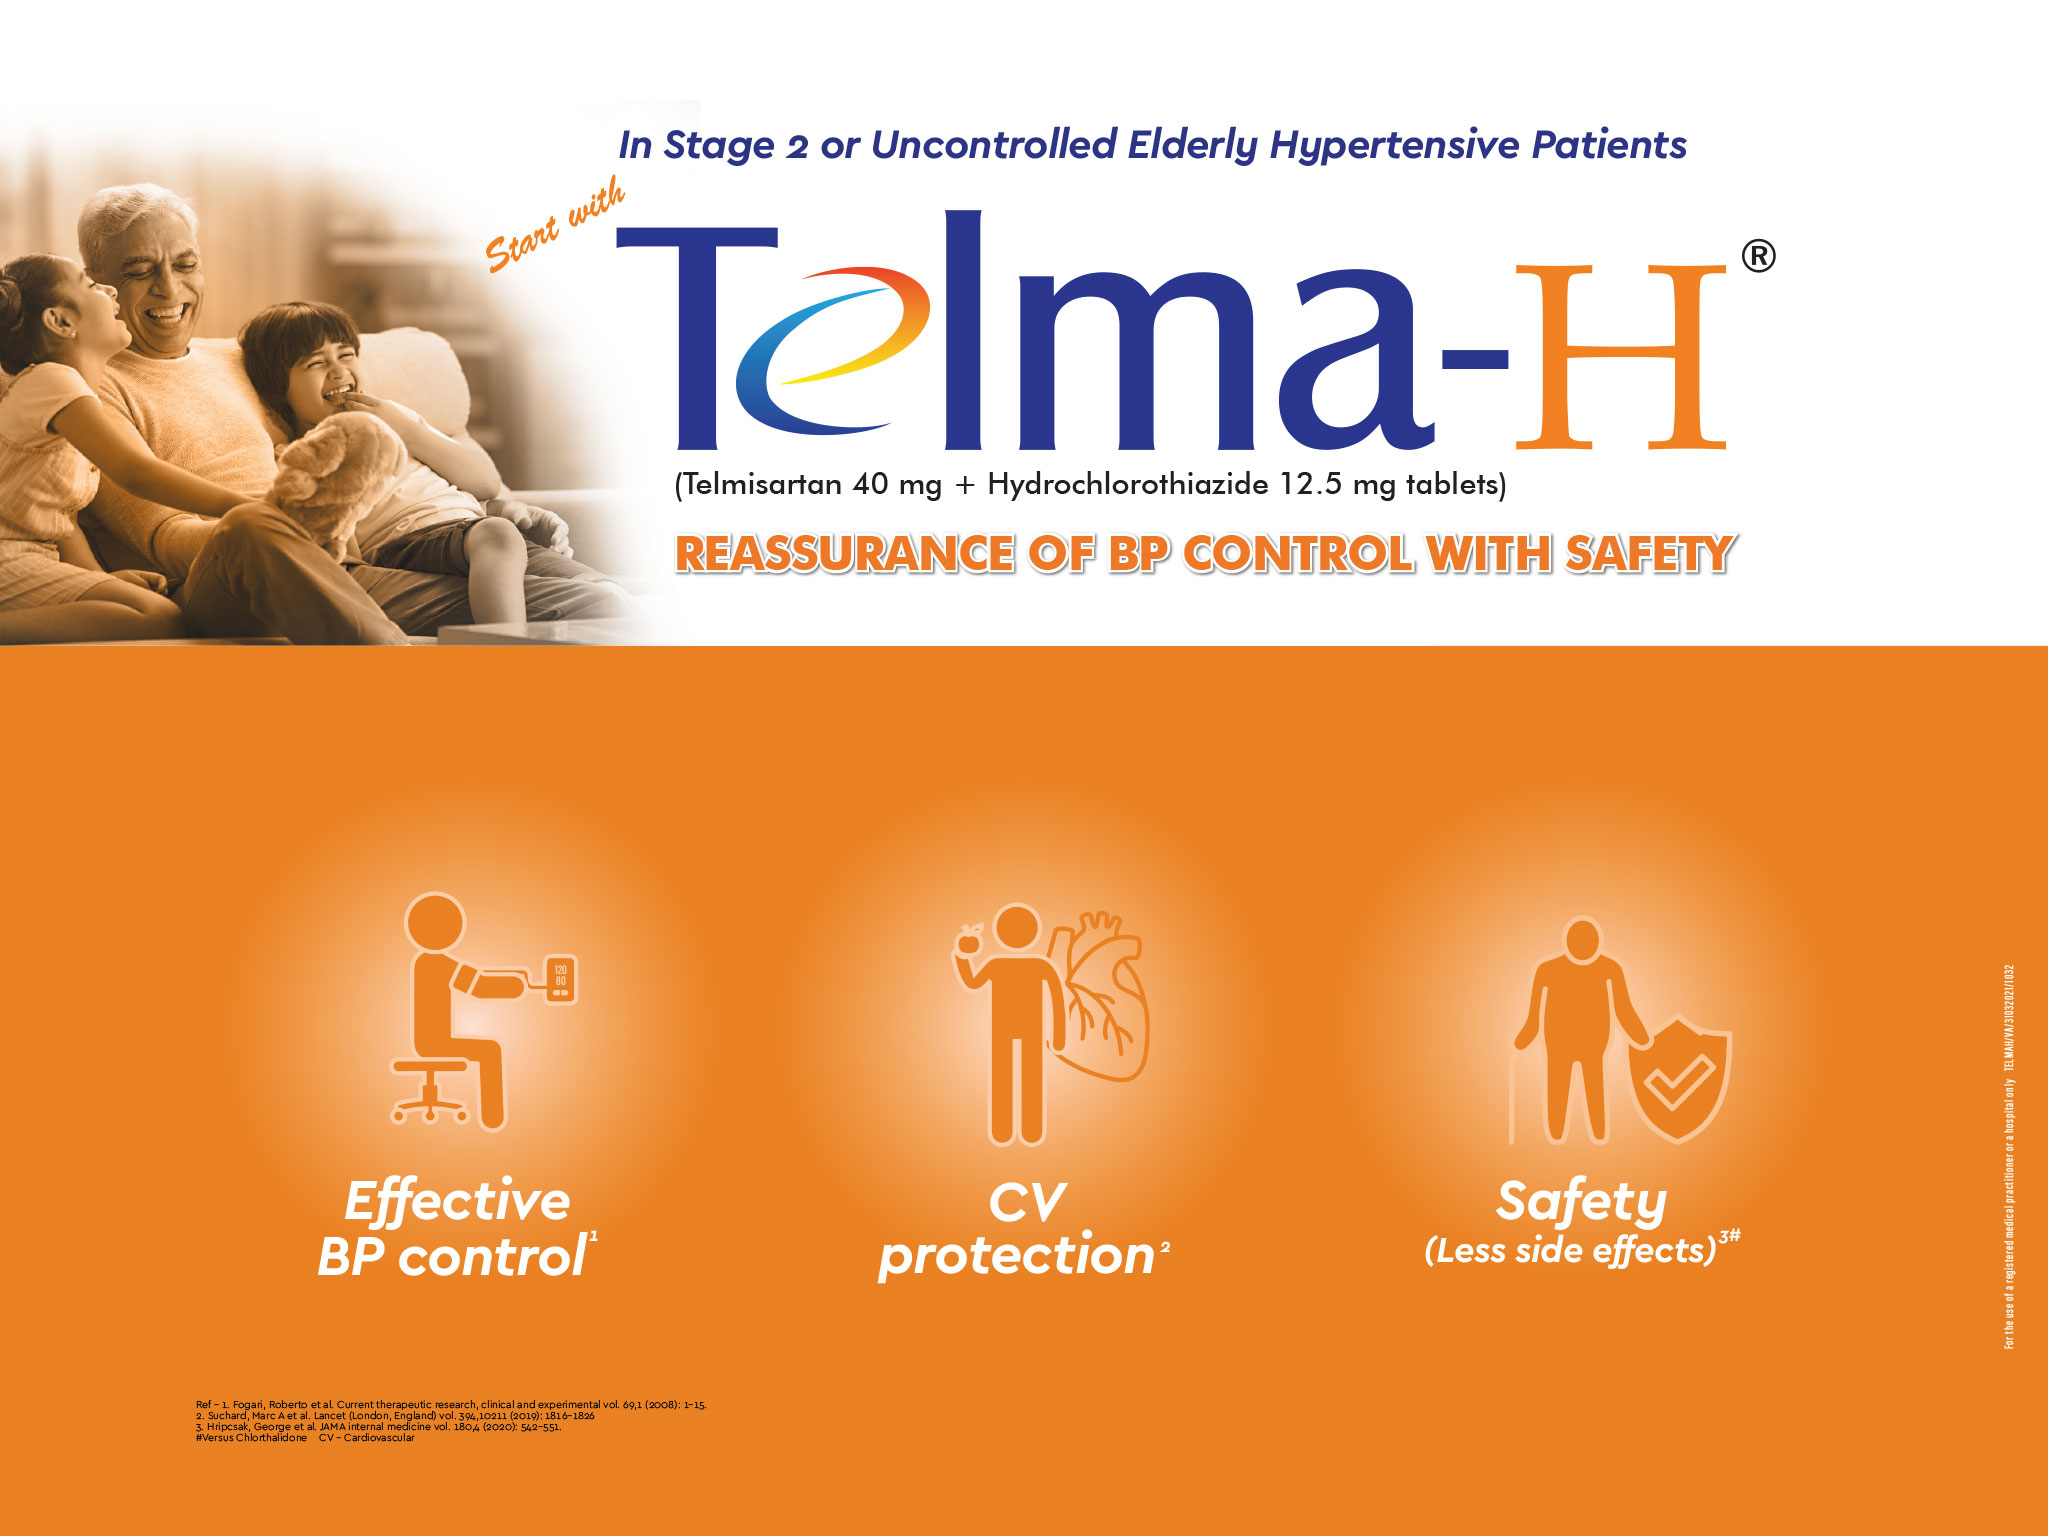 In Stage 2 or Uncontrolled Elderly Hypertensive Patients
Start with
Telma-H®
(Telmisartan 40 mg + Hydrochlorothiazide 12.5 mg tablets)
REASSURANCE OF BP CONTROL WITH SAFETY
120
80
Effective
BP control¹
CV
protection²
Safety
(Less side effects)³#
Ref - 1. Fogari, Roberto et al. Current therapeutic research, clinical and experimental vol. 69,1 (2008): 1-15.
2. Suchard, Marc A et al. Lancet (London, England) vol. 394,10211 (2019): 1816-1826
3. Hripcsak, George et al. JAMA internal medicine vol. 180,4 (2020): 542-551.
#Versus Chlorthalidone CV - Cardiovascular
For the use of a registered medical practitioner or a hospital only TELMAH/VA/31032021/1032